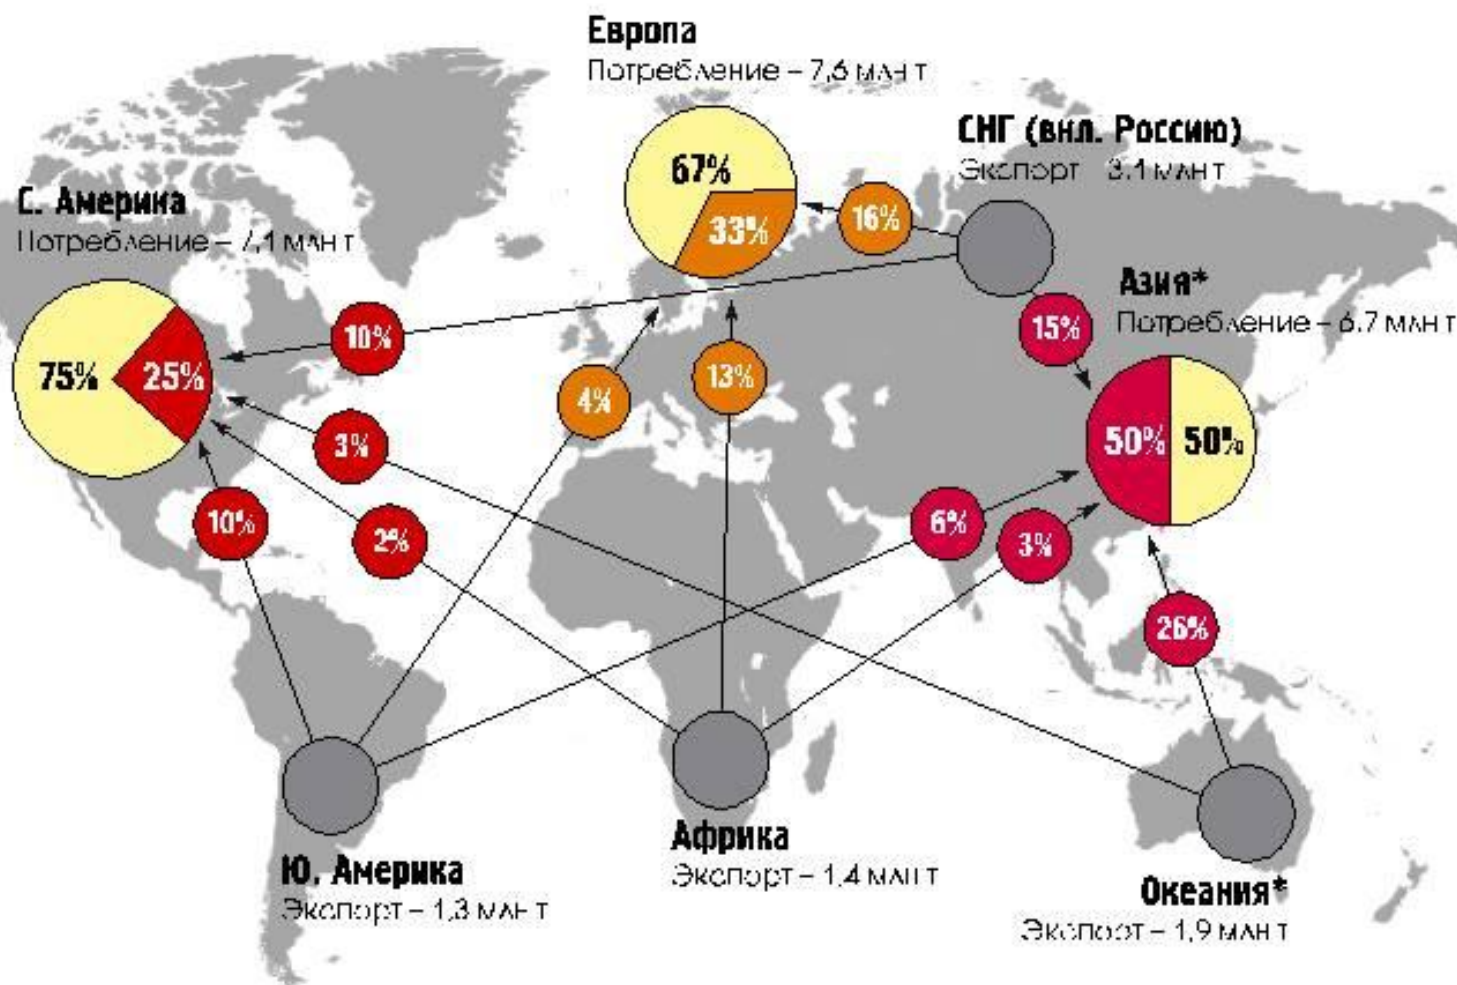 Европа
Потребление – 7,6 млн т
СНГ (вкл. Россию)
Экспорт – 3.1 млн т
С. Америка
Потребление – 7,1 млн т
Азия*
Потребление – 6.7 млн т
67%
33%
16%
10%
15%
75%
25%
4%
13%
3%
50%
50%
10%
2%
6%
3%
26%
Ю. Америка
Экспорт – 1,3 млн т
Африка
Экспорт – 1,4 млн т
Океания*
Экспорт – 1,9 млн т